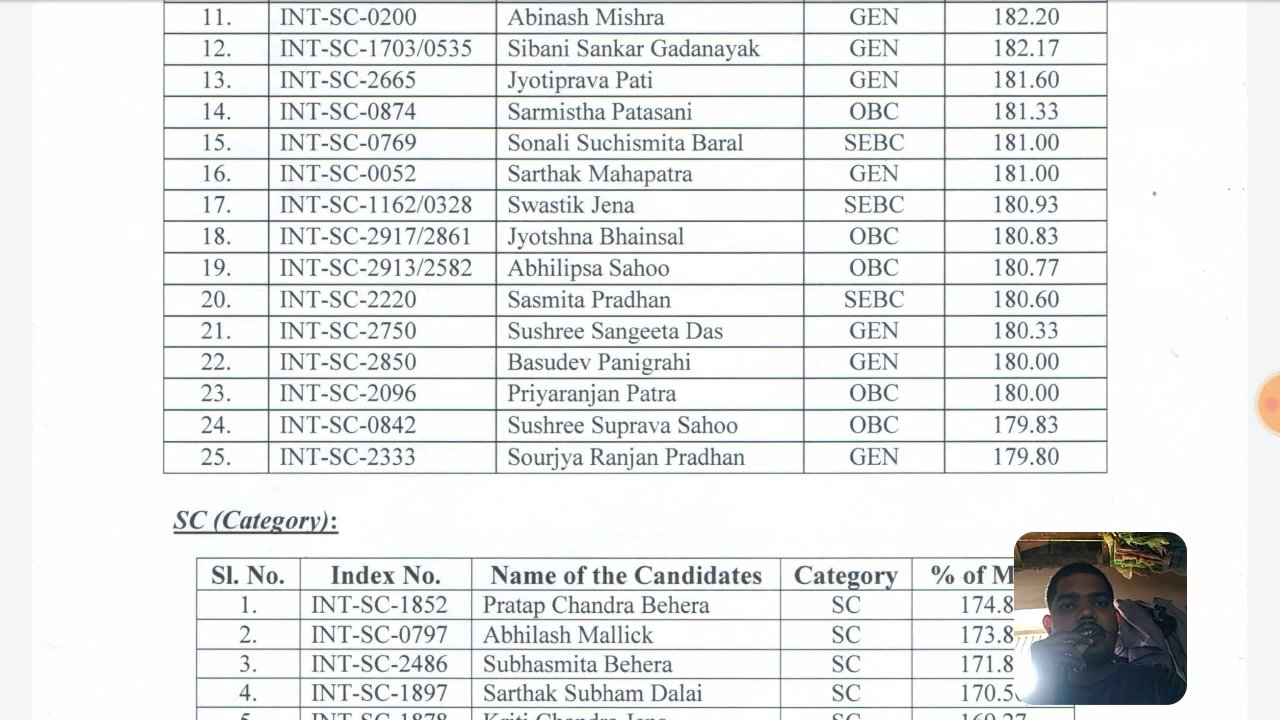 11. INT-SC-0200 Abinash Mishra GEN 182.20
12. INT-SC-1703/0535 Sibani Sankar Gadanayak GEN 182.17
13. INT-SC-2665 Jyotiprava Pati GEN 181.60
14. INT-SC-0874 Sarmistha Patasani OBC 181.33
15. INT-SC-0769 Sonali Suchismita Baral SEBC 181.00
16. INT-SC-0052 Sarthak Mahapatra GEN 181.00
17. INT-SC-1162/0328 Swastik Jena SEBC 180.93
18. INT-SC-2917/2861 Jyotshna Bhainsal OBC 180.83
19. INT-SC-2913/2582 Abhilipsa Sahoo OBC 180.77
20. INT-SC-2220 Sasmita Pradhan SEBC 180.60
21. INT-SC-2750 Sushree Sangeeta Das GEN 180.33
22. INT-SC-2850 Basudev Panigrahi GEN 180.00
23. INT-SC-2096 Priyaranjan Patra OBC 180.00
24. INT-SC-0842 Sushree Suprava Sahoo OBC 179.83
25. INT-SC-2333 Sourjya Ranjan Pradhan GEN 179.80
SC (Category):
Sl. No. Index No. Name of the Candidates Category % of M
1. INT-SC-1852 Pratap Chandra Behera SC 174.8
2. INT-SC-0797 Abhilash Mallick SC 173.8
3. INT-SC-2486 Subhasmita Behera SC 171.8
4. INT-SC-1897 Sarthak Subham Dalai SC 170.5